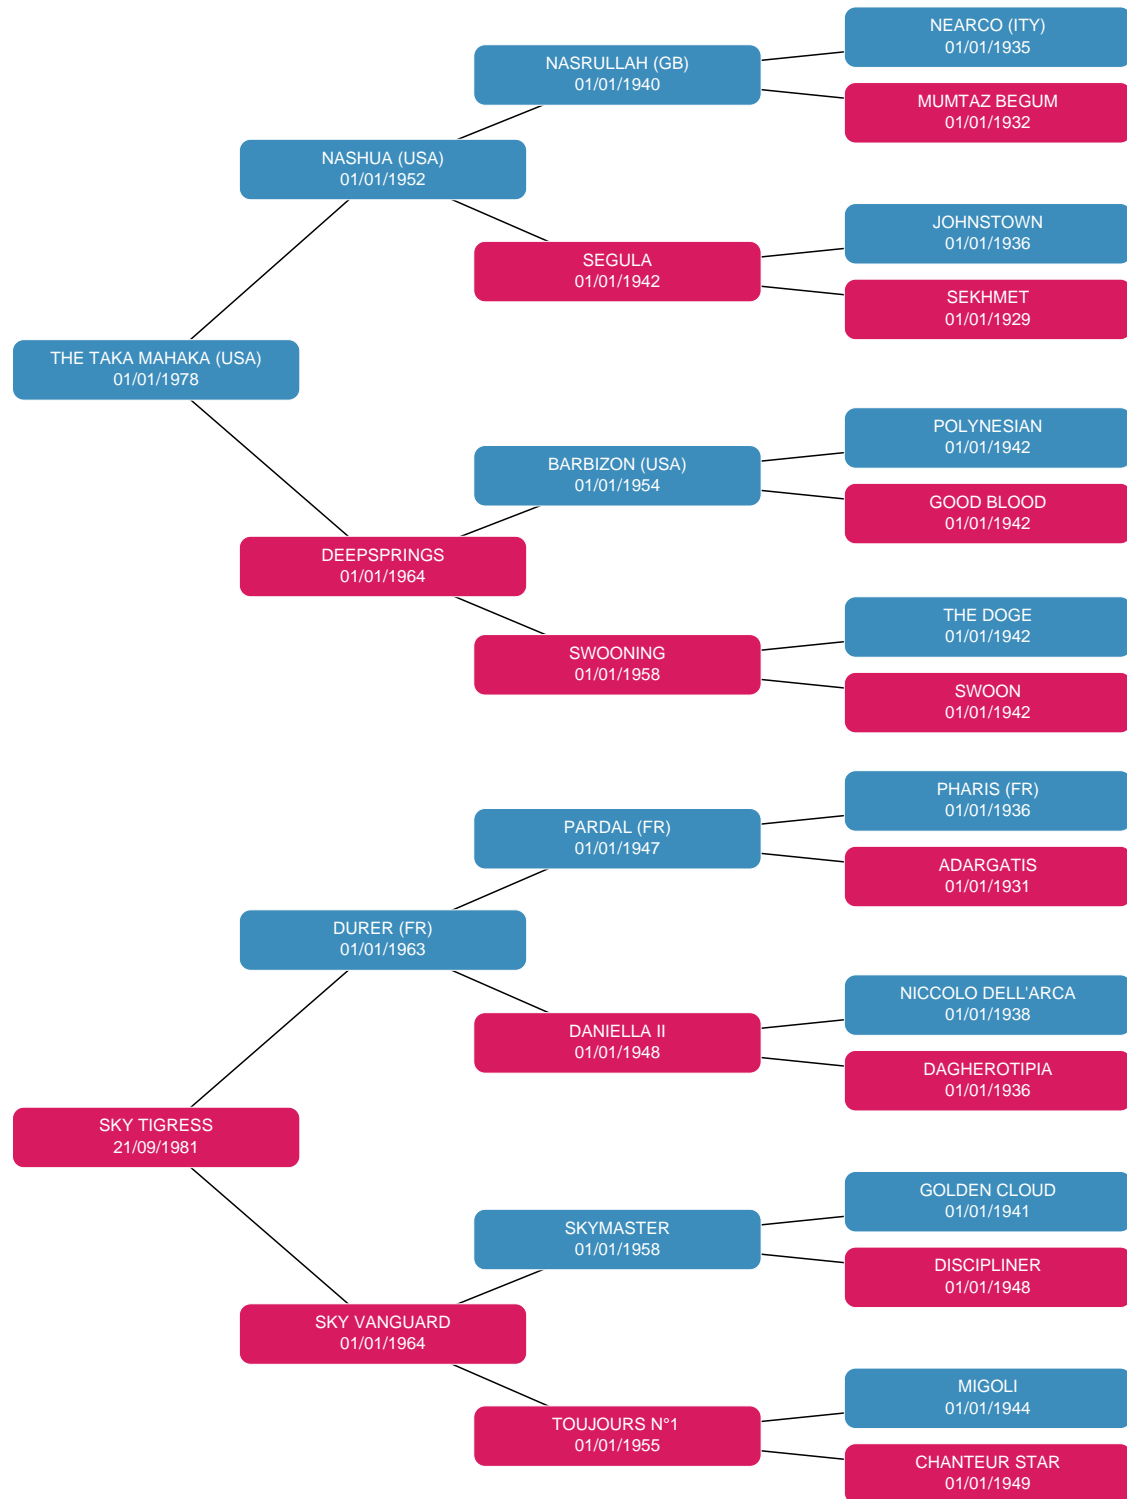 NEARCO (ITY)
01/01/1935
NASRULLAH (GB)
01/01/1940
MUMTAZ BEGUM
01/01/1932
NASHUA (USA)
01/01/1952
JOHNSTOWN
01/01/1936
SEGULA
01/01/1942
SEKHMET
01/01/1929
THE TAKA MAHAKA (USA)
01/01/1978
POLYNESIAN
01/01/1942
BARBIZON (USA)
01/01/1954
GOOD BLOOD
01/01/1942
DEEPSPRINGS
01/01/1964
THE DOGE
01/01/1942
SWOONING
01/01/1958
SWOON
01/01/1942
PHARIS (FR)
01/01/1936
PARDAL (FR)
01/01/1947
ADARGATIS
01/01/1931
DURER (FR)
01/01/1963
NICCOLO DELL'ARCA
01/01/1938
DANIELLA II
01/01/1948
DAGHEROTIPIA
01/01/1936
SKY TIGRESS
21/09/1981
GOLDEN CLOUD
01/01/1941
SKYMASTER
01/01/1958
DISCIPLINER
01/01/1948
SKY VANGUARD
01/01/1964
MIGOLI
01/01/1944
TOUJOURS N°1
01/01/1955
CHANTEUR STAR
01/01/1949